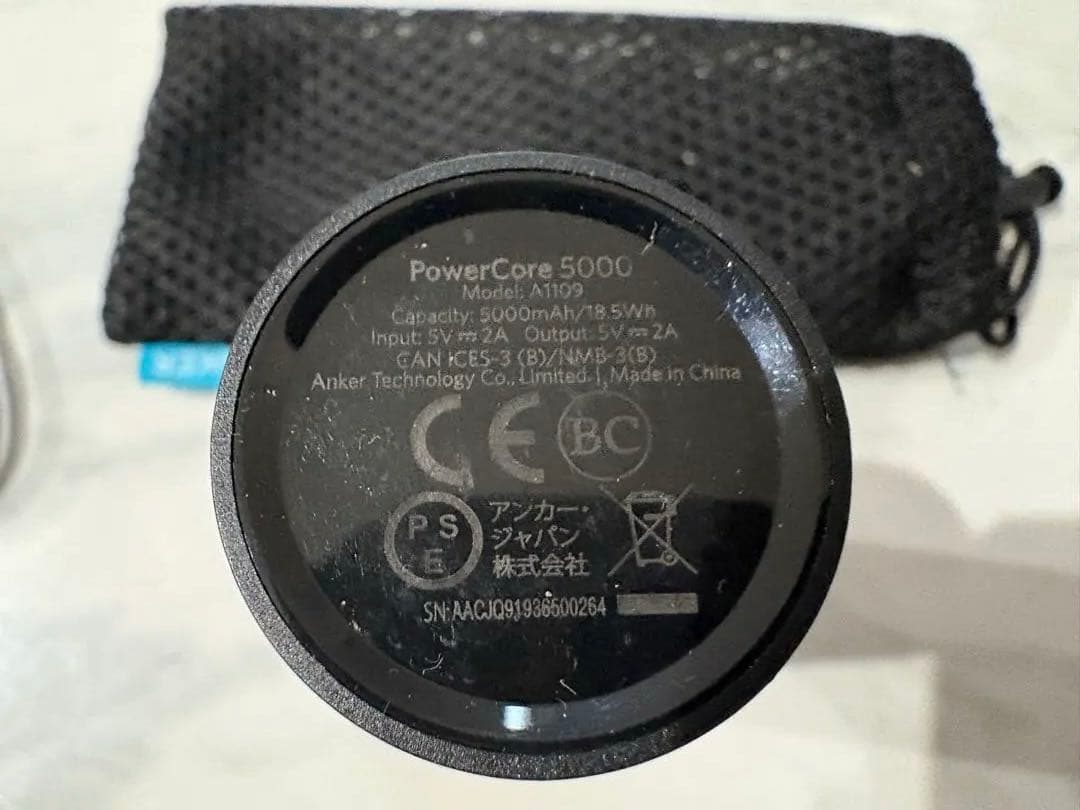 PowerCore 5000
Model: A1109
Capacity: 5000mAh/18.5Wh
Input: 5V⎓2A Output: 5V⎓2A
CAN ICES-3 (B)/NMB-3(B)
Anker Technology Co., Limited | Made in China
CE BC
PSE
アンカー・
ジャパン
株式会社
SN:AACJQ91936500264